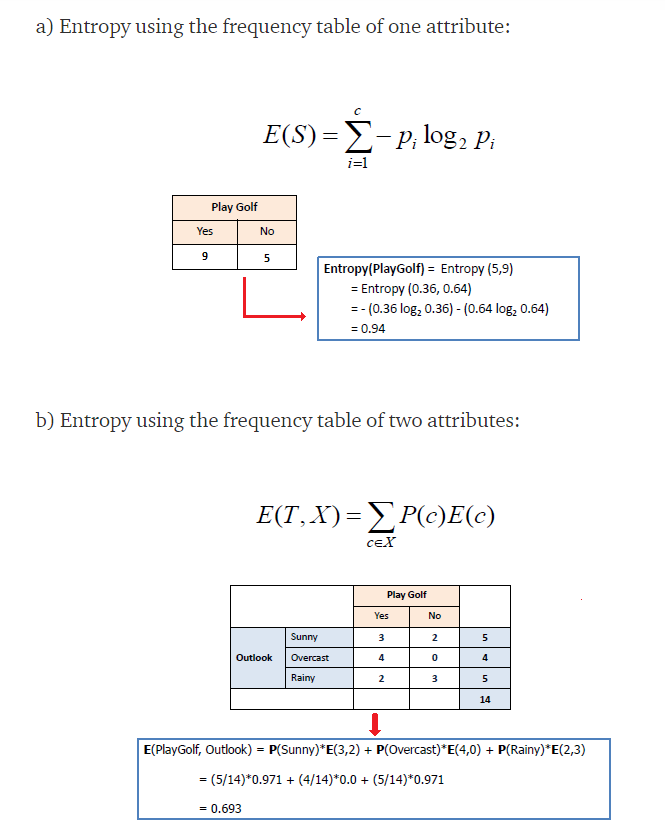 a) Entropy using the frequency table of one attribute:
c
E(S) = ∑ − pᵢ log₂ pᵢ
i=1
Play Golf
Yes No
9 5
Entropy(PlayGolf) = Entropy (5,9)
= Entropy (0.36, 0.64)
= - (0.36 log₂ 0.36) - (0.64 log₂ 0.64)
= 0.94
b) Entropy using the frequency table of two attributes:
E(T, X) = ∑ P(c)E(c)
c∈X
Play Golf
Yes No
Sunny 3 2 5
Outlook Overcast 4 0 4
Rainy 2 3 5
14
E(PlayGolf, Outlook) = P(Sunny)*E(3,2) + P(Overcast)*E(4,0) + P(Rainy)*E(2,3)
= (5/14)*0.971 + (4/14)*0.0 + (5/14)*0.971
= 0.693